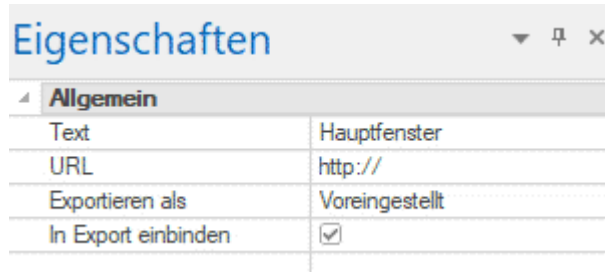 Eigenschaften
Allgemein
Text Hauptfenster
URL http://
Exportieren als Voreingestellt
In Export einbinden